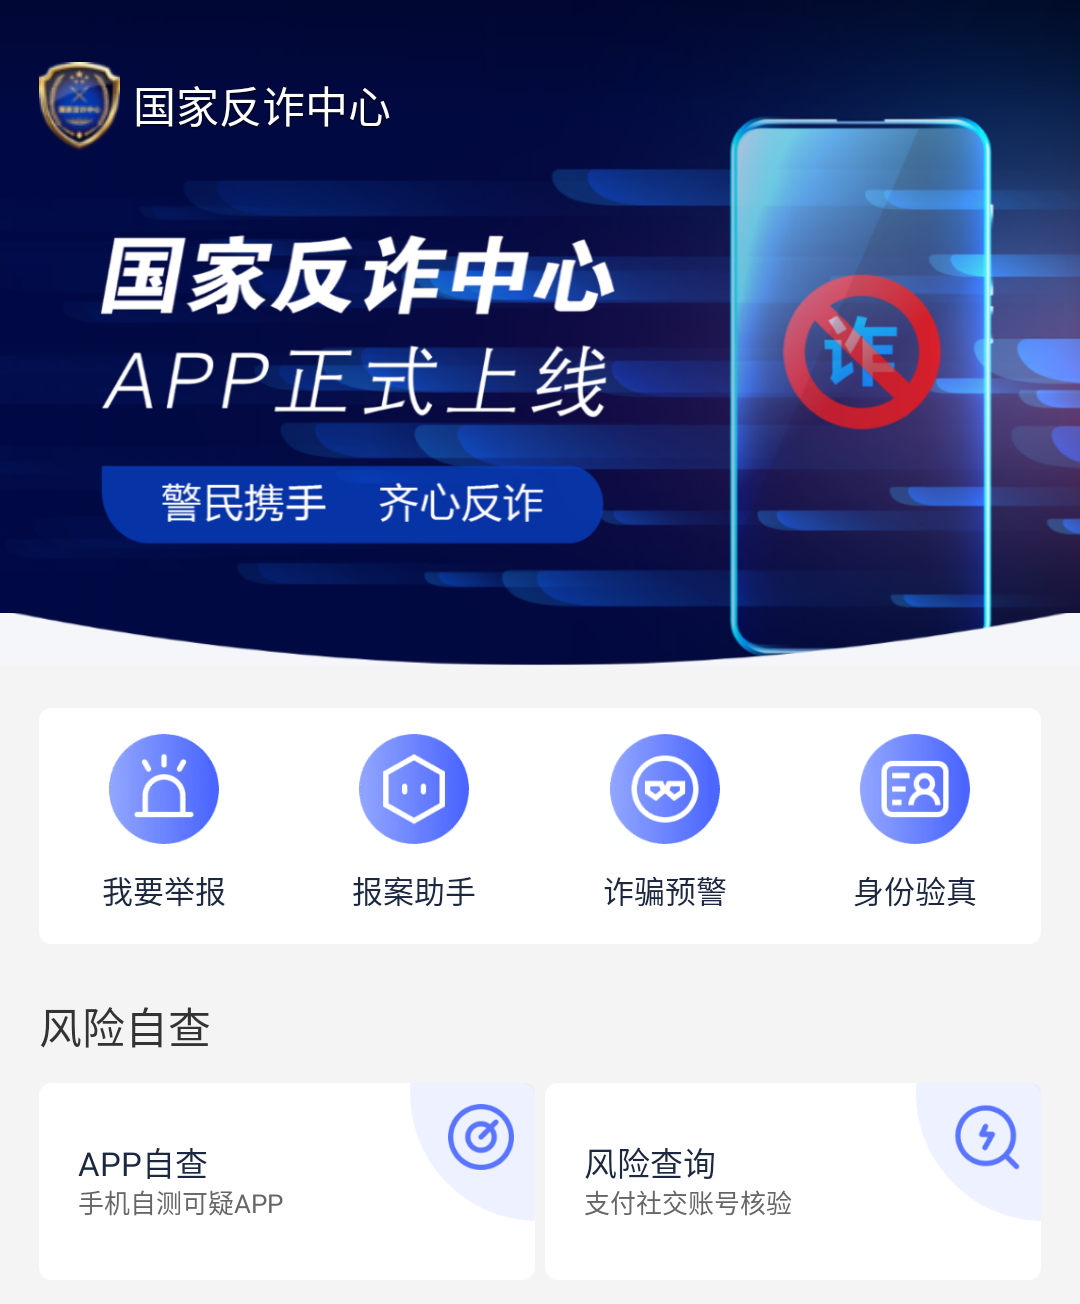 国家反诈中心
国家反诈中心
APP正式上线
警民携手 齐心反诈
诈
我要举报 报案助手 诈骗预警 身份验真
风险自查
APP自查 风险查询
手机自测可疑APP 支付社交账号核验